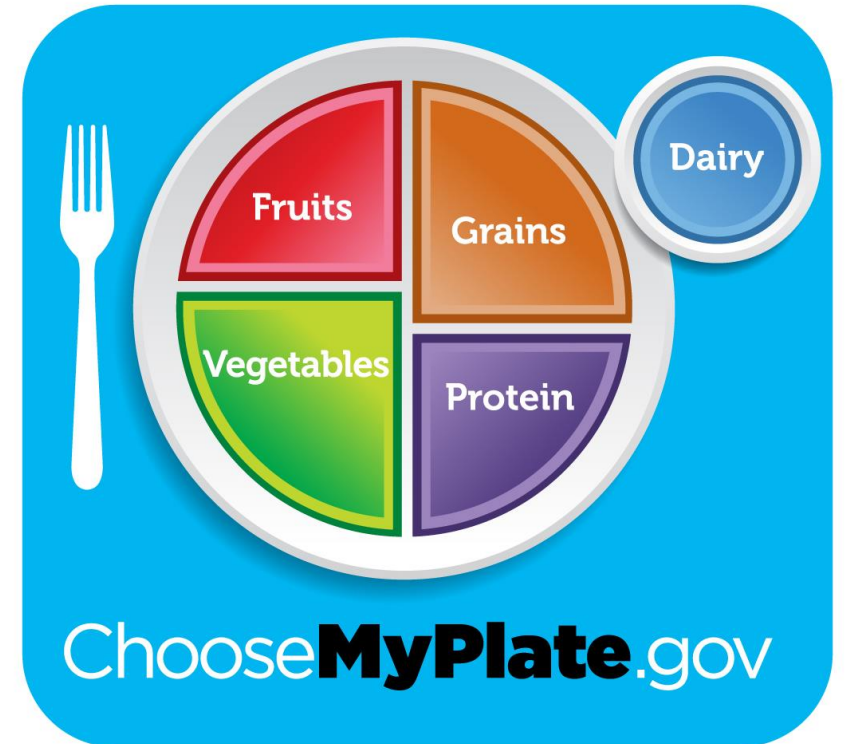 Dairy
Fruits
Grains
Vegetables
Protein
ChooseMyPlate.gov